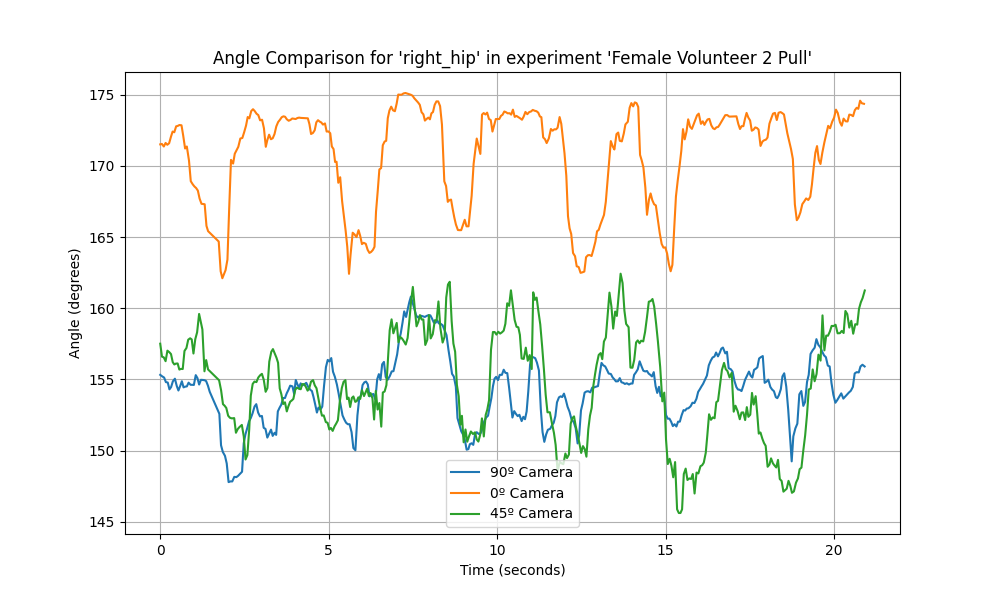 Angle Comparison for 'right_hip' in experiment 'Female Volunteer 2 Pull'
Angle (degrees)
175
170
165
160
155
150
145
0
5
10
15
20
Time (seconds)
90º Camera
0º Camera
45º Camera